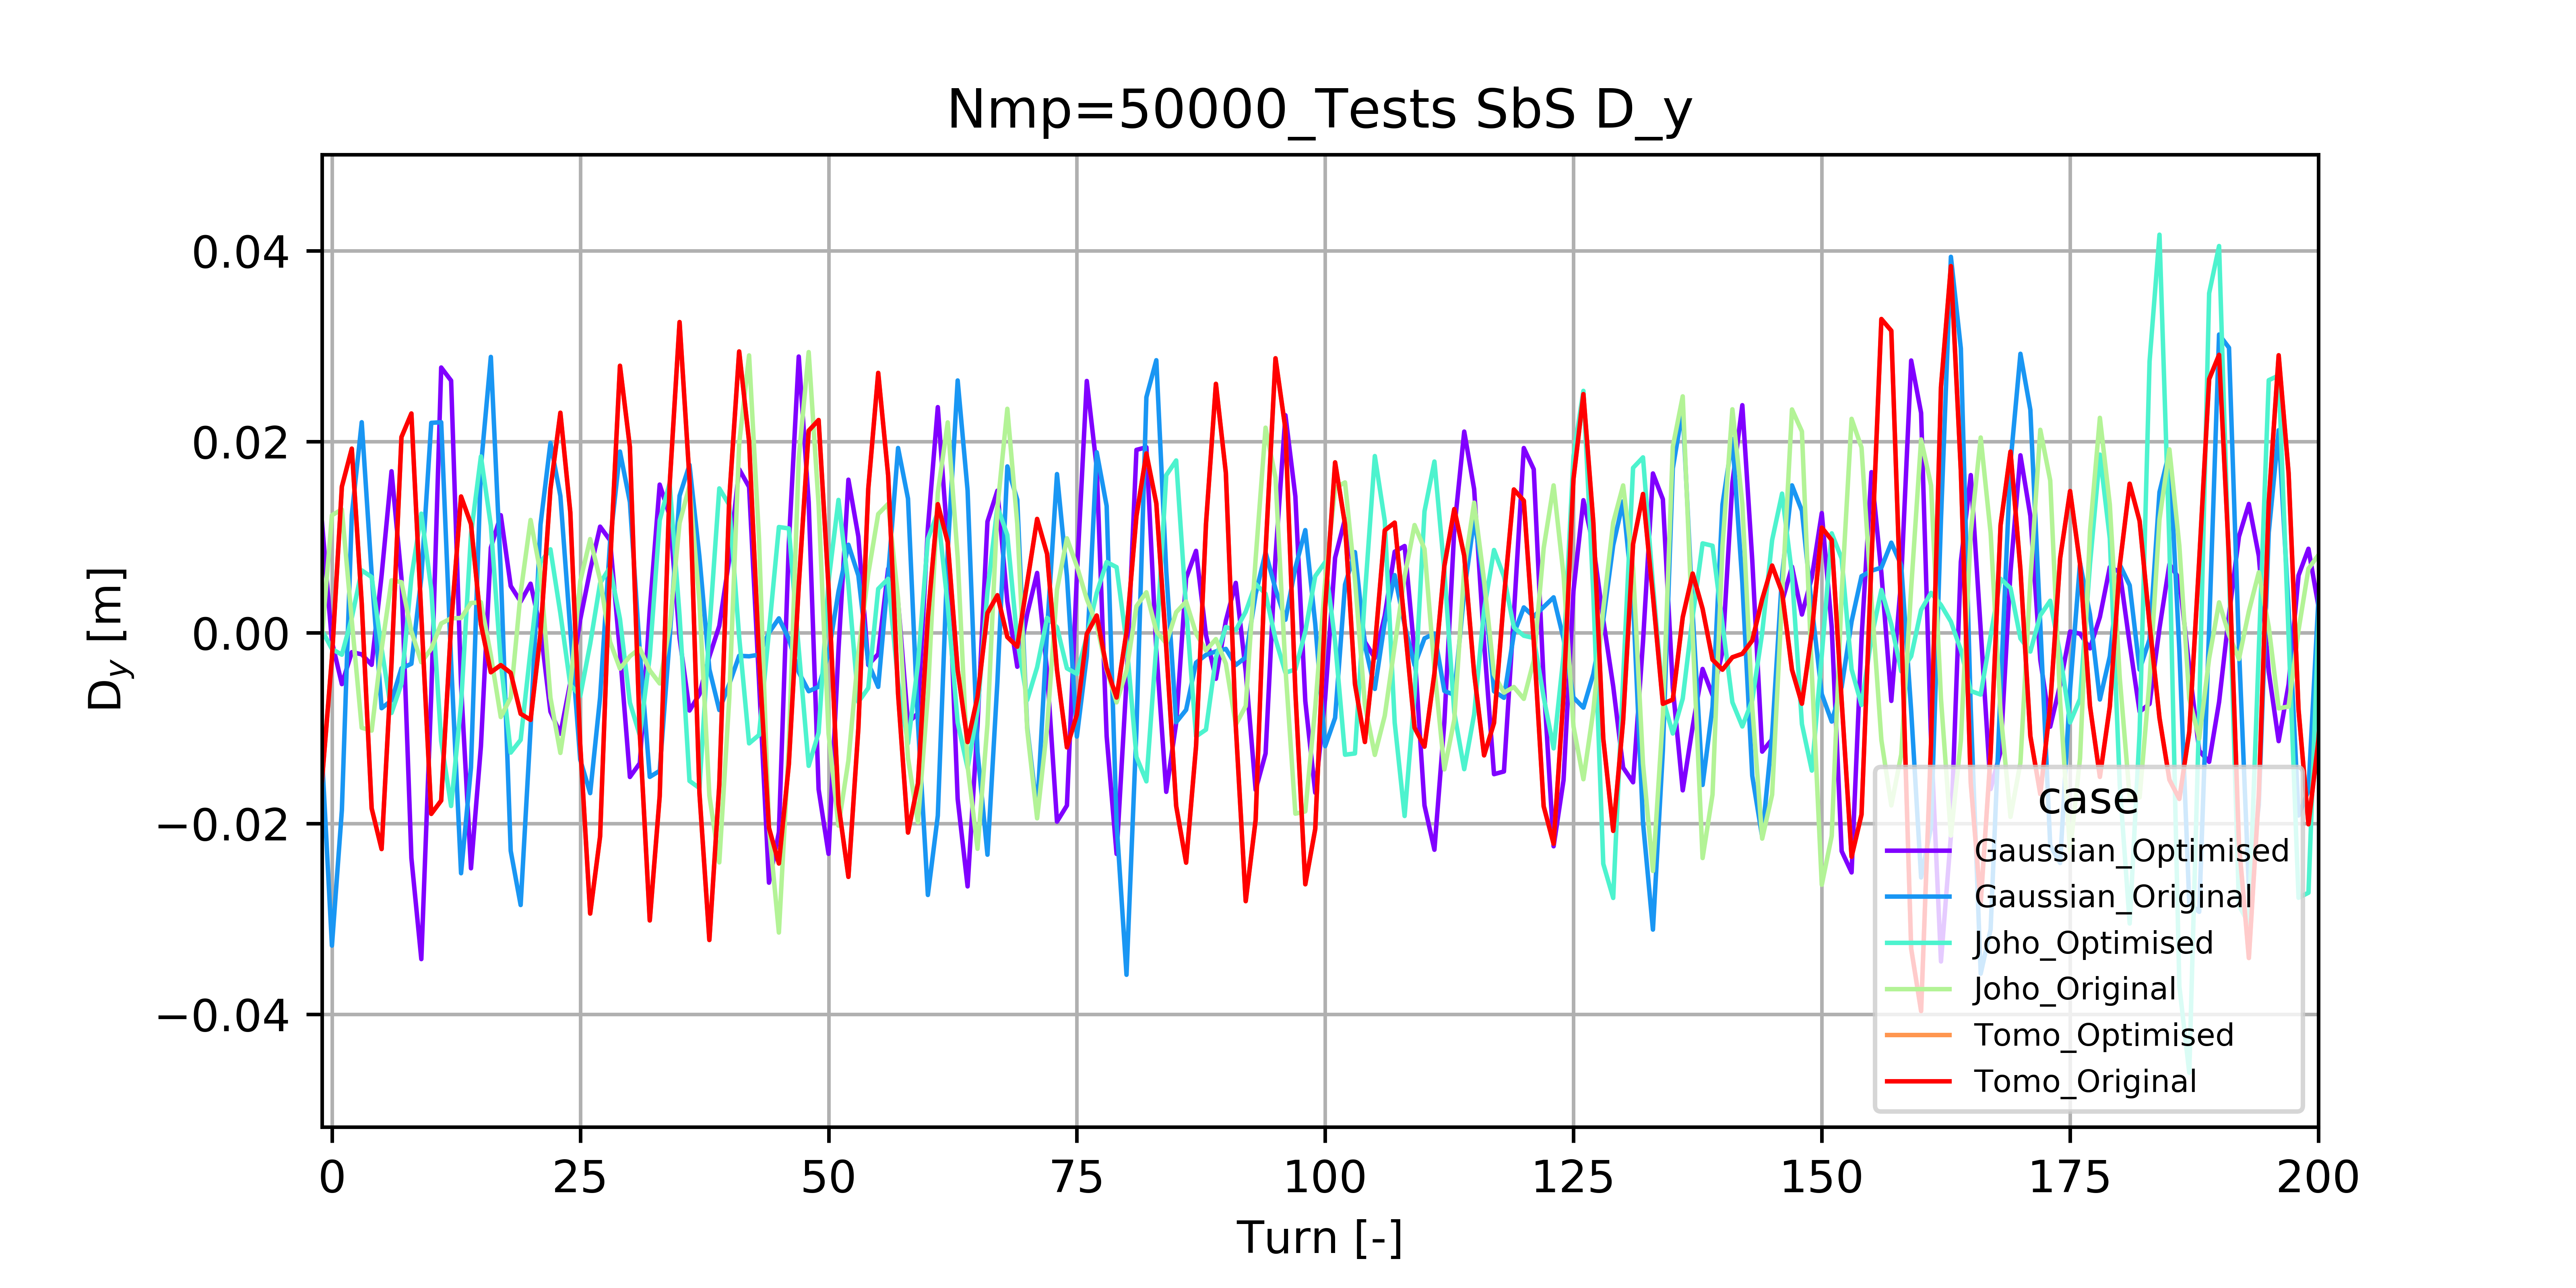 Nmp=50000_Tests SbS D_y
D_y [m]
0.04
0.02
0.00
−0.02
−0.04
0 25 50 75 100 125 150 175 200
Turn [-]
case
Gaussian_Optimised
Gaussian_Original
Joho_Optimised
Joho_Original
Tomo_Optimised
Tomo_Original